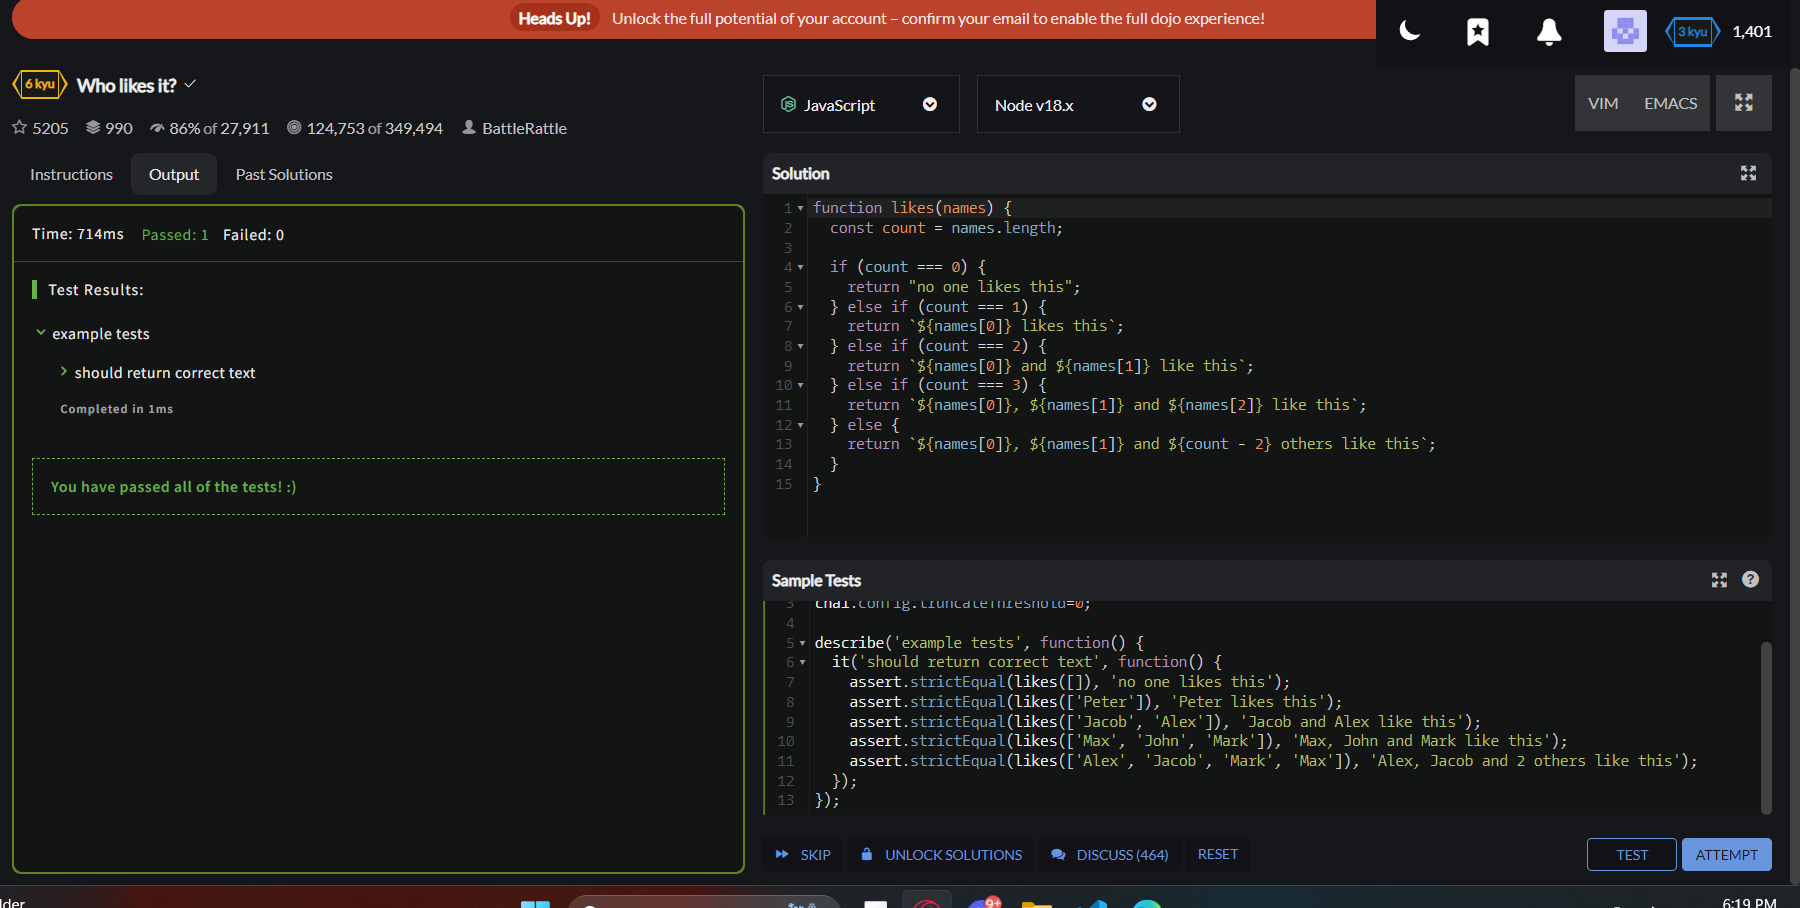 Heads Up! Unlock the full potential of your account – confirm your email to enable the full dojo experience!
3 kyu 1,401
6 kyu Who likes it?
5205 990 86% of 27,911 124,753 of 349,494 BattleRattle
Instructions Output Past Solutions
Time: 714ms Passed: 1 Failed: 0
Test Results:
example tests
should return correct text
Completed in 1ms
You have passed all of the tests! :)
JavaScript Node v18.x VIM EMACS
Solution
1 function likes(names) {
2   const count = names.length;
3
4   if (count === 0) {
5     return "no one likes this";
6   } else if (count === 1) {
7     return `${names[0]} likes this`;
8   } else if (count === 2) {
9     return `${names[0]} and ${names[1]} like this`;
10   } else if (count === 3) {
11     return `${names[0]}, ${names[1]} and ${names[2]} like this`;
12   } else {
13     return `${names[0]}, ${names[1]} and ${count - 2} others like this`;
14   }
15 }
Sample Tests
3 chai.config.truncateThreshold=0;
4
5 describe('example tests', function() {
6   it('should return correct text', function() {
7     assert.strictEqual(likes([]), 'no one likes this');
8     assert.strictEqual(likes(['Peter']), 'Peter likes this');
9     assert.strictEqual(likes(['Jacob', 'Alex']), 'Jacob and Alex like this');
10     assert.strictEqual(likes(['Max', 'John', 'Mark']), 'Max, John and Mark like this');
11     assert.strictEqual(likes(['Alex', 'Jacob', 'Mark', 'Max']), 'Alex, Jacob and 2 others like this');
12   });
13 });
SKIP UNLOCK SOLUTIONS DISCUSS (464) RESET TEST ATTEMPT
lder 9+ 6:19 PM